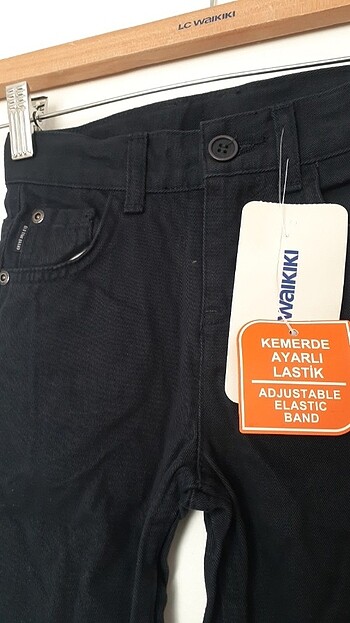 LC WAIKIKI
WAIKIKI
KEMERDE
AYARLI
LASTİK
ADJUSTABLE
ELASTIC
BAND